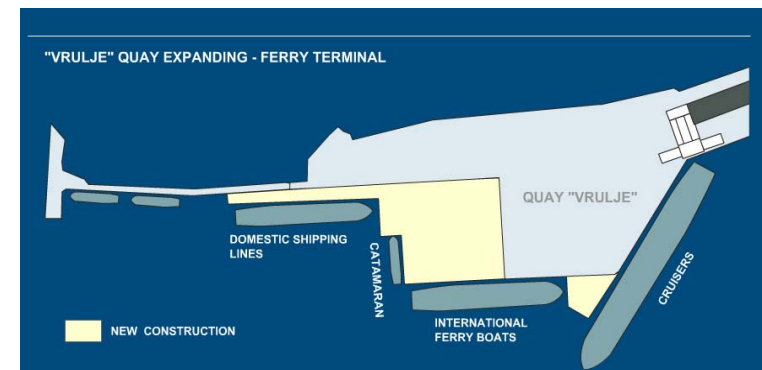 "VRULJE" QUAY EXPANDING - FERRY TERMINAL
QUAY "VRULJE"
DOMESTIC SHIPPING
LINES
CATAMARAN
CRUISERS
INTERNATIONAL
FERRY BOATS
NEW CONSTRUCTION